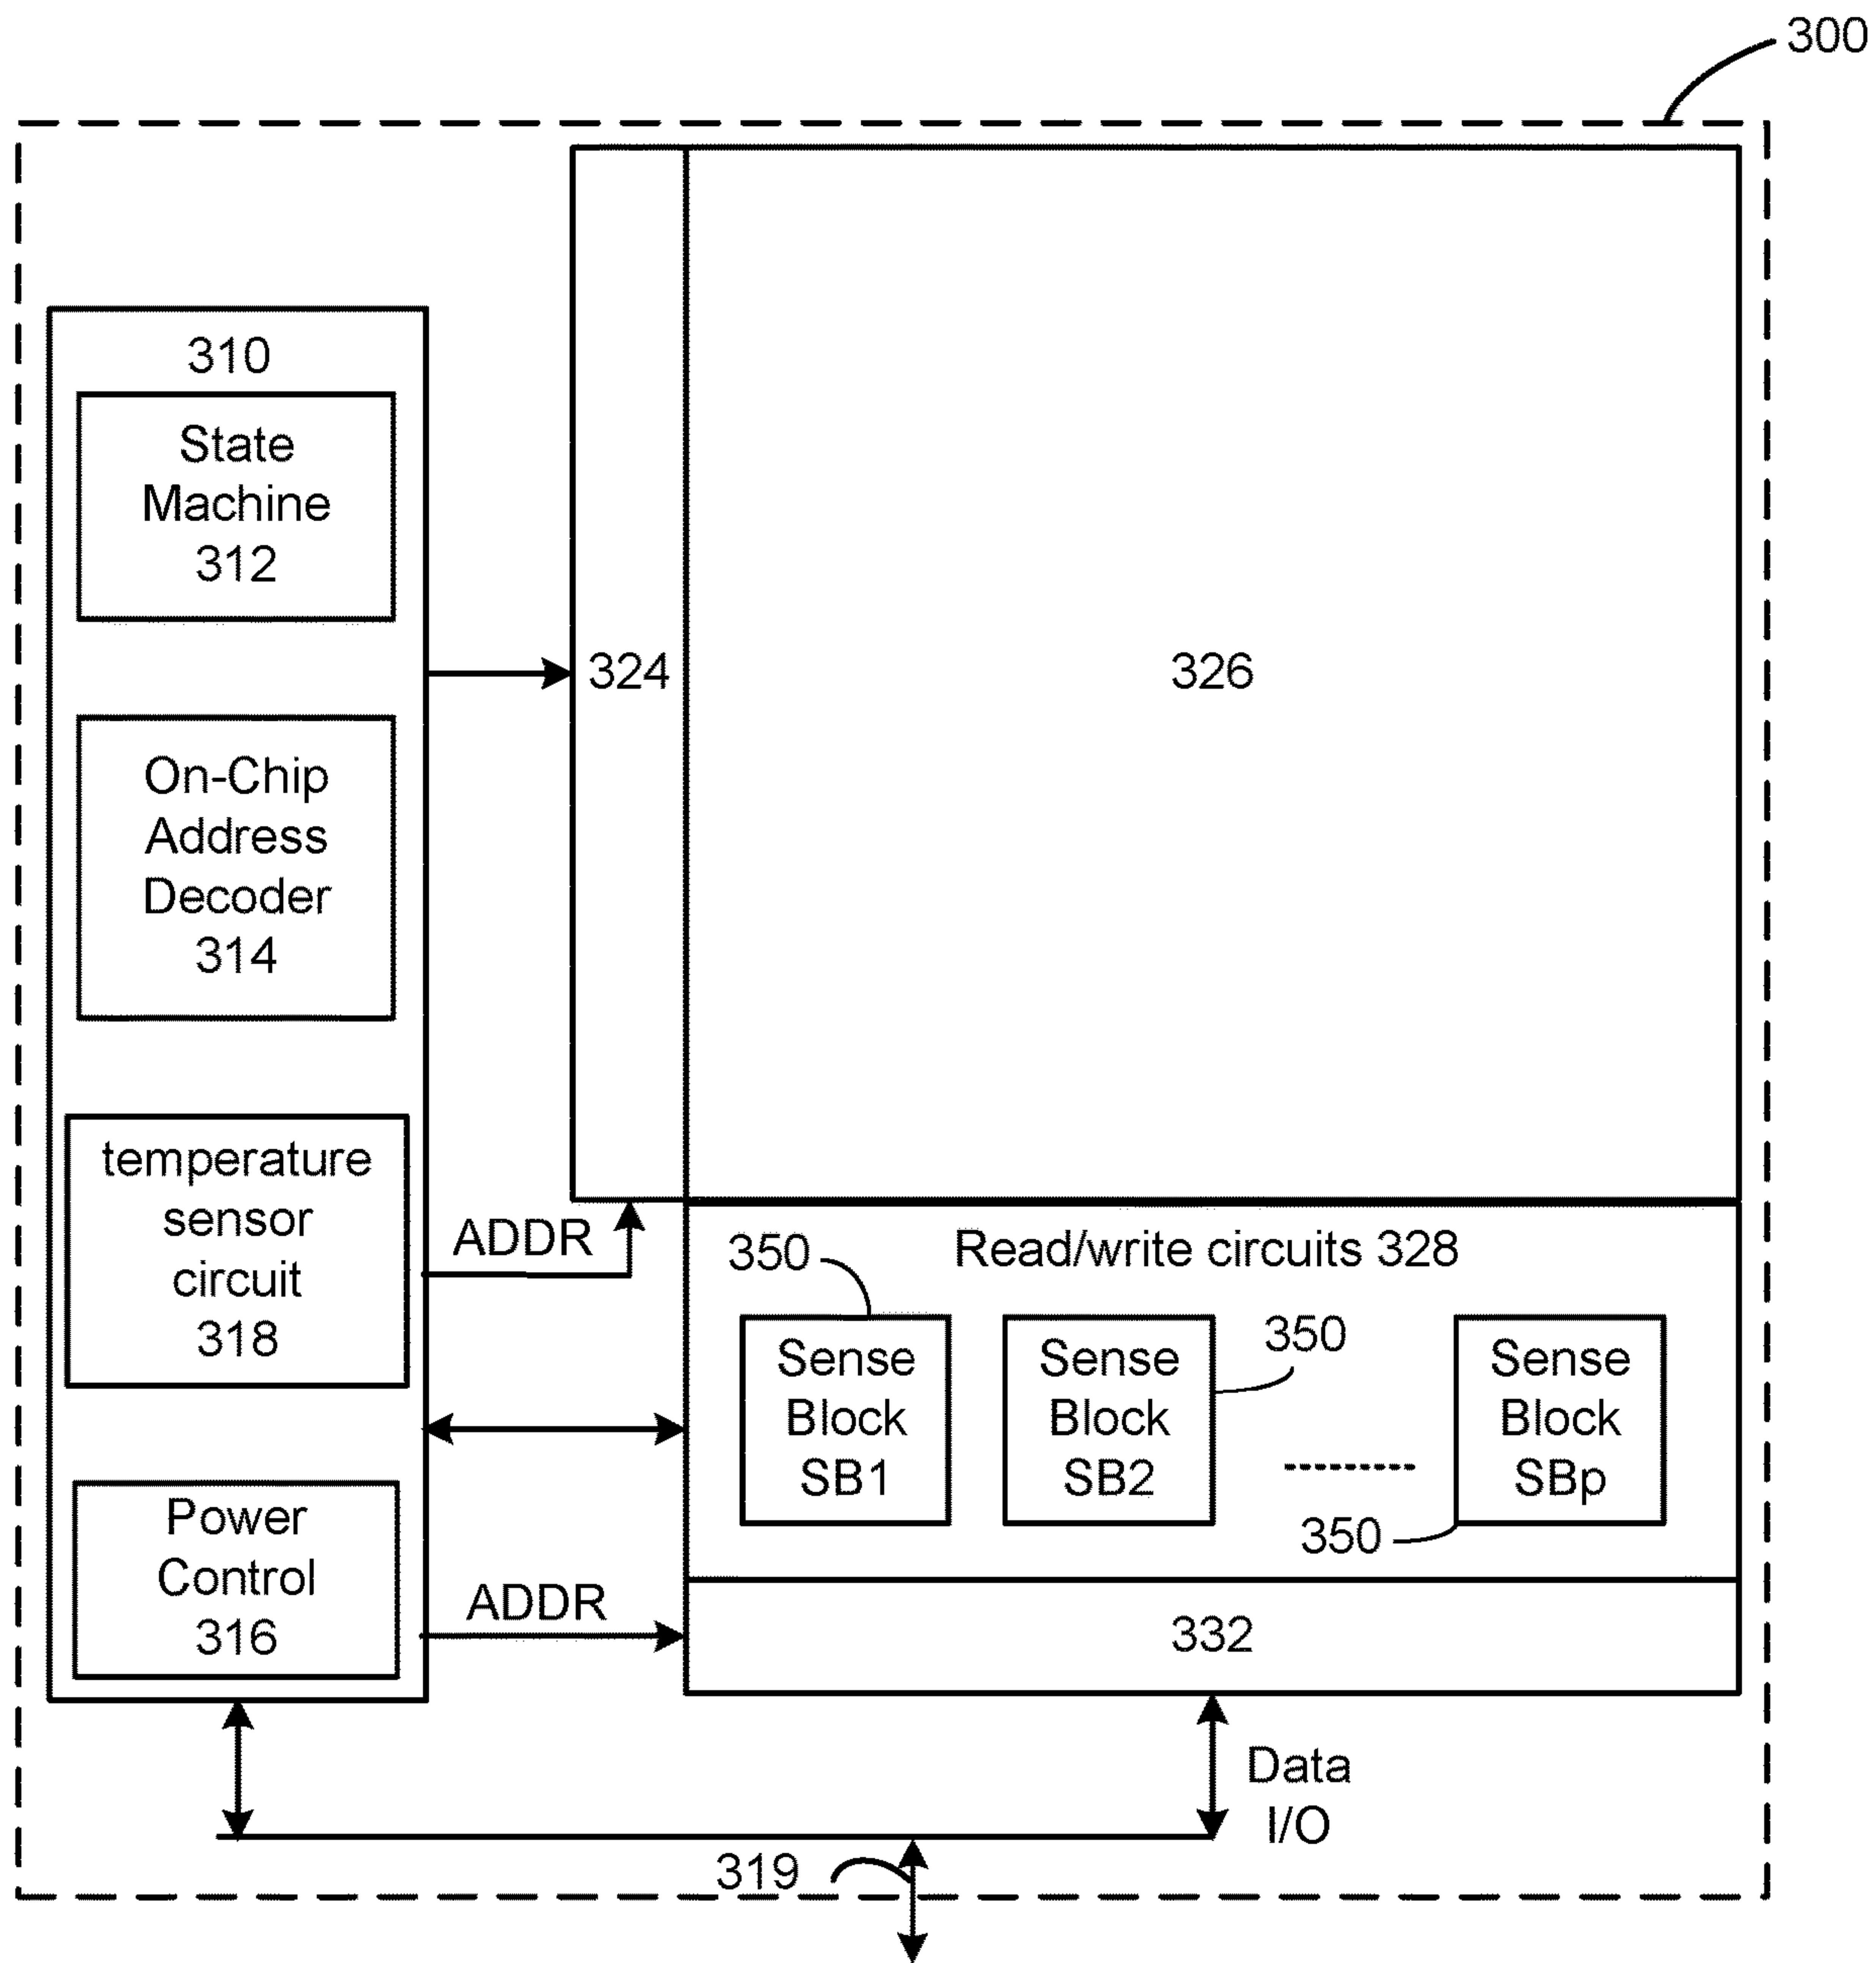 300
310
State
Machine
312
324
326
On-Chip
Address
Decoder
314
temperature
sensor
circuit
318
ADDR
Read/write circuits 328
350
Sense
Block
SB1
350
Sense
Block
SB2
350
Sense
Block
SBp
Power
Control
316
ADDR
332
Data
I/O
319